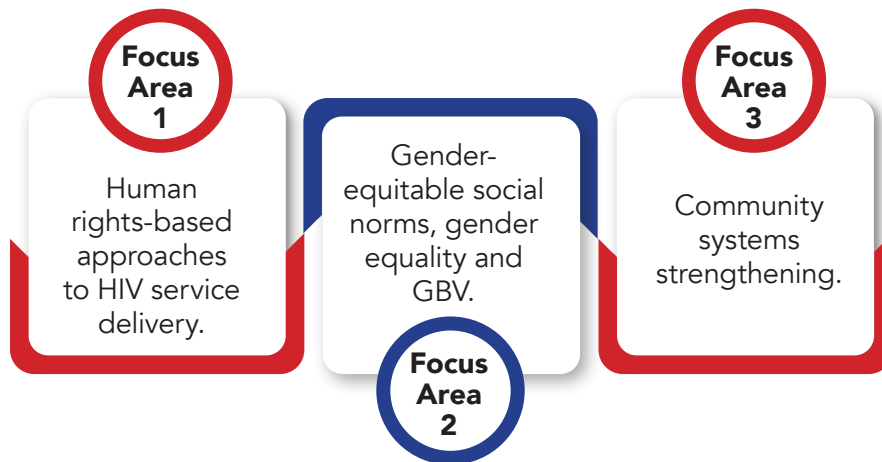 Focus
Area
1
Human
rights-based
approaches
to HIV service
delivery.
Gender-
equitable social
norms, gender
equality and
GBV.
Focus
Area
2
Focus
Area
3
Community
systems
strengthening.